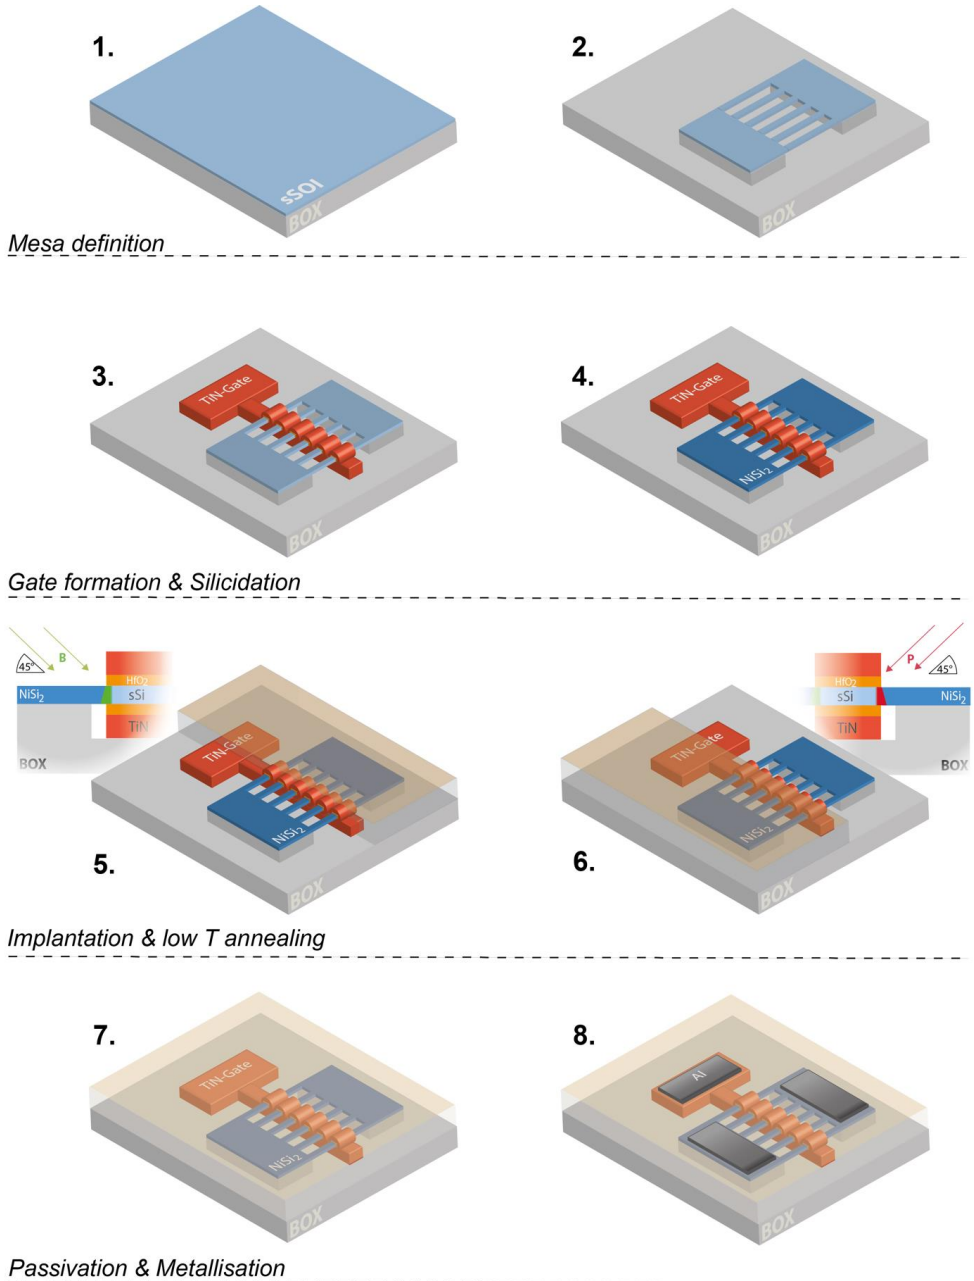 1.
sSOI
BOX
2.
Mesa definition
3.
TiN-Gate
BOX
4.
TiN-Gate
NiSi₂
BOX
Gate formation & Silicidation
45°
B
NiSi₂
HfO₂
sSi
TiN
BOX
TiN-Gate
NiSi₂
BOX
5.
P
45°
HfO₂
sSi
NiSi₂
TiN
BOX
TiN-Gate
NiSi₂
BOX
6.
Implantation & low T annealing
7.
TiN-Gate
NiSi₂
BOX
8.
Al
BOX
Passivation & Metallisation